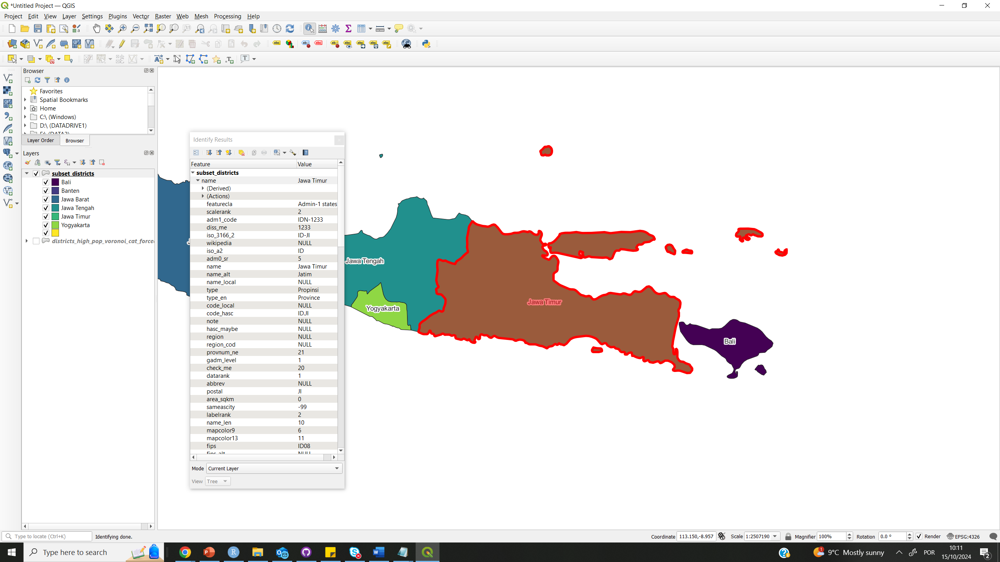 *Untitled Project — QGIS
Project Edit View Layer Settings Plugins Vector Raster Web Mesh Processing Help
Browser
Favorites
Spatial Bookmarks
Home
C:\ (Windows)
D:\ (DATADRIVE1)
Layer Order Browser
Layers
subset_districts
Bali
Banten
Jawa Barat
Jawa Tengah
Jawa Timur
Yogyakarta
districts_high_pop_voronoi_cat_force
Identify Results
Feature Value
subset_districts
name Jawa Timur
(Derived)
(Actions)
featurecla Admin-1 states
scalerank 2
adm1_code IDN-1233
diss_me 1233
iso_3166_2 ID-JI
wikipedia NULL
iso_a2 ID
adm0_sr 5
name Jawa Timur
name_alt Jatim
name_local NULL
type Propinsi
type_en Province
code_local NULL
code_hasc ID.JI
note NULL
hasc_maybe NULL
region NULL
region_cod NULL
provnum_ne 21
gadm_level 1
check_me 20
datarank 1
abbrev NULL
postal JI
area_sqkm 0
sameascity -99
labelrank 2
name_len 10
mapcolor9 6
mapcolor13 11
fips ID08
fips_alt NULL
Mode Current Layer
View Tree
Jawa Tengah
Yogyakarta
Jawa Timur
Bali
Type to locate (Ctrl+K) Identifying done. Coordinate 113.150,-8.957 Scale 1:2507190 Magnifier 100% Rotation 0.0 ° Render EPSG:4326
Type here to search 9°C Mostly sunny POR 10:11
15/10/2024 2